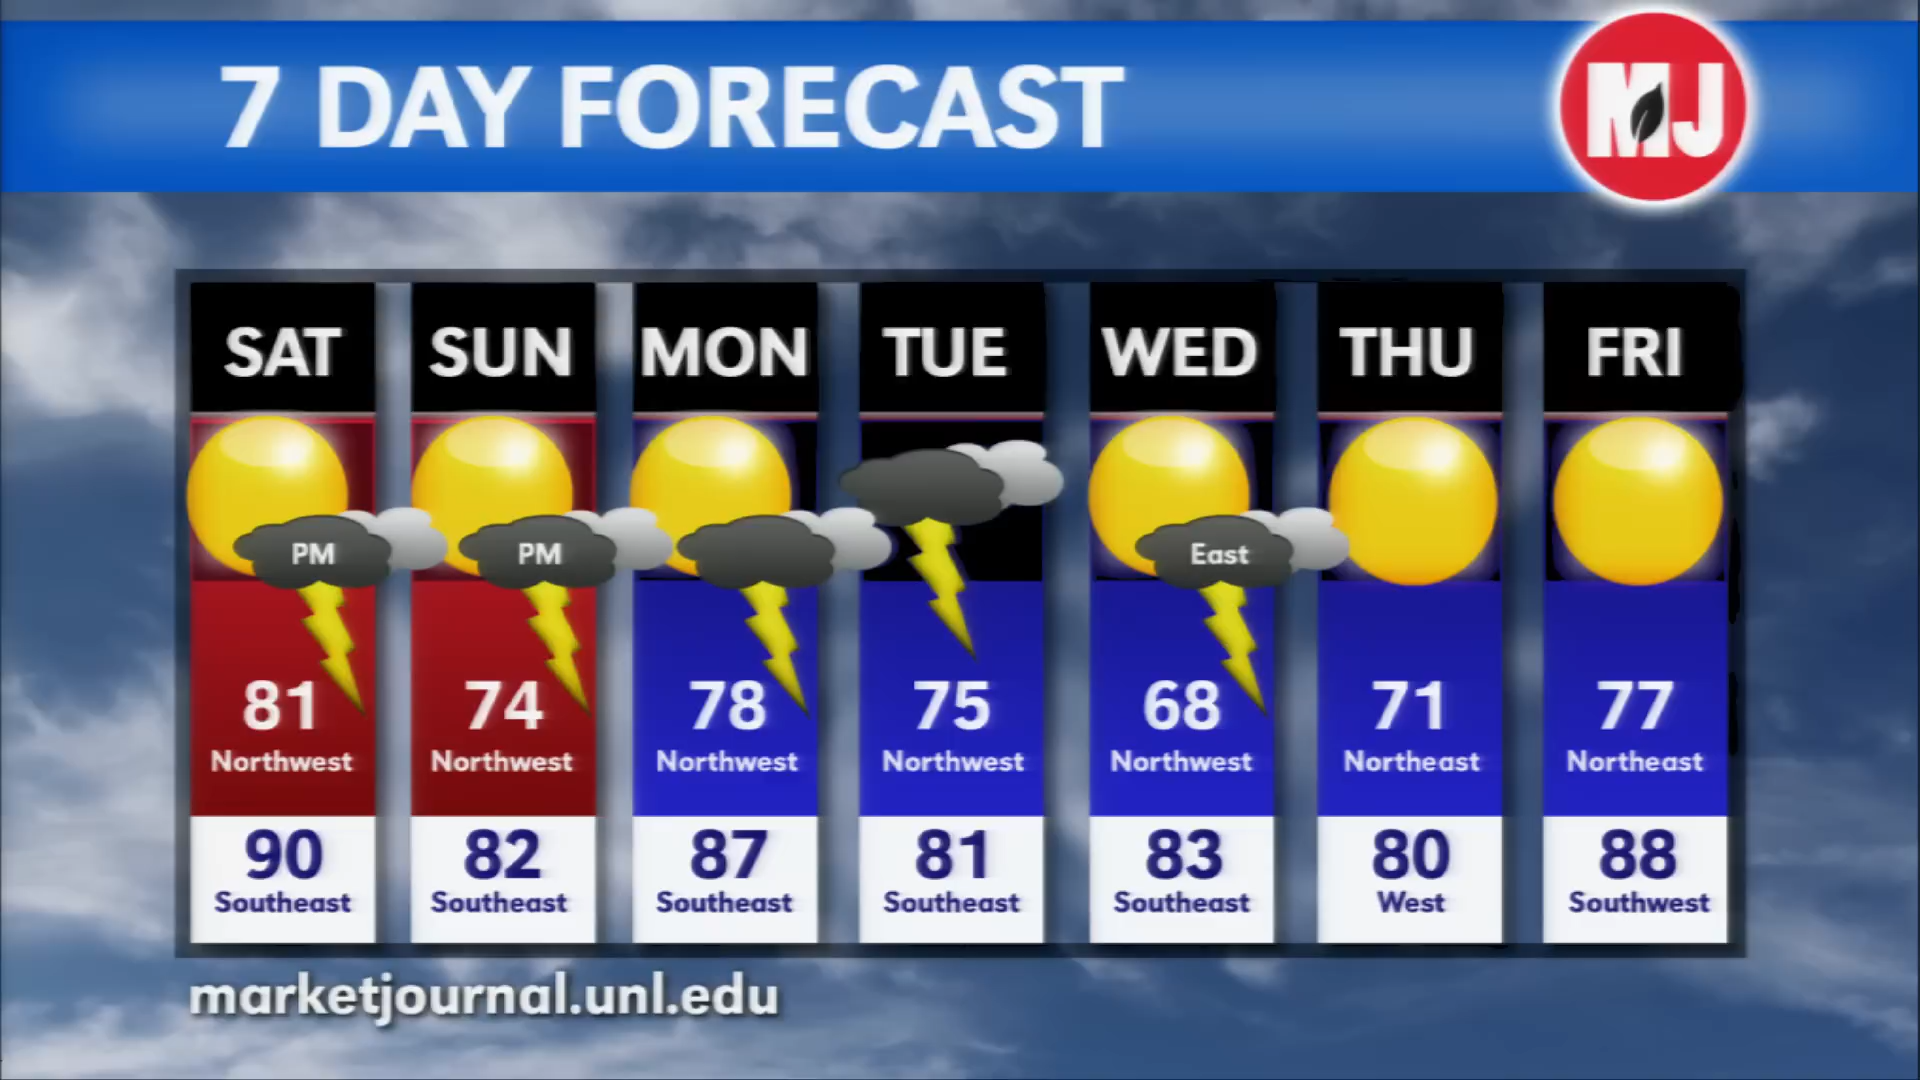 7 DAY FORECAST
MJ
SAT SUN MON TUE WED THU FRI
PM PM East
81 74 78 75 68 71 77
Northwest Northwest Northwest Northwest Northwest Northeast Northeast
90 82 87 81 83 80 88
Southeast Southeast Southeast Southeast Southeast West Southwest
marketjournal.unl.edu